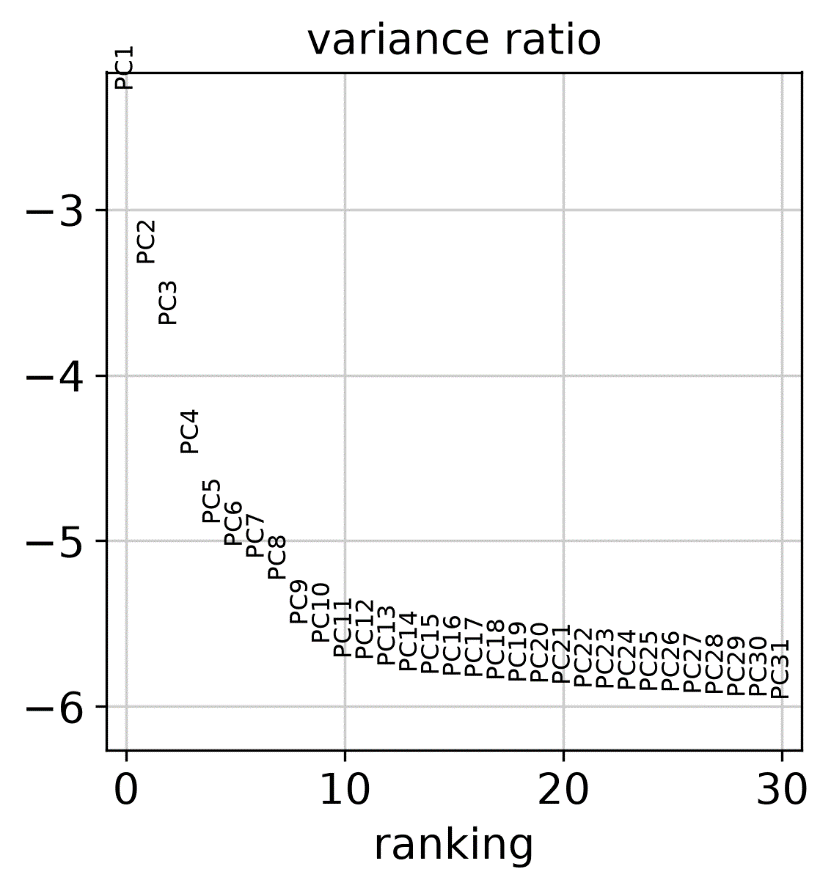 variance ratio
PC1
−3
PC2
PC3
−4
PC4
PC5
PC6
PC7
PC8
−5
PC9
PC10
PC11
PC12
PC13
PC14
PC15
PC16
PC17
PC18
PC19
PC20
PC21
PC22
PC23
PC24
PC25
PC26
PC27
PC28
PC29
PC30
PC31
−6
0 10 20 30
ranking